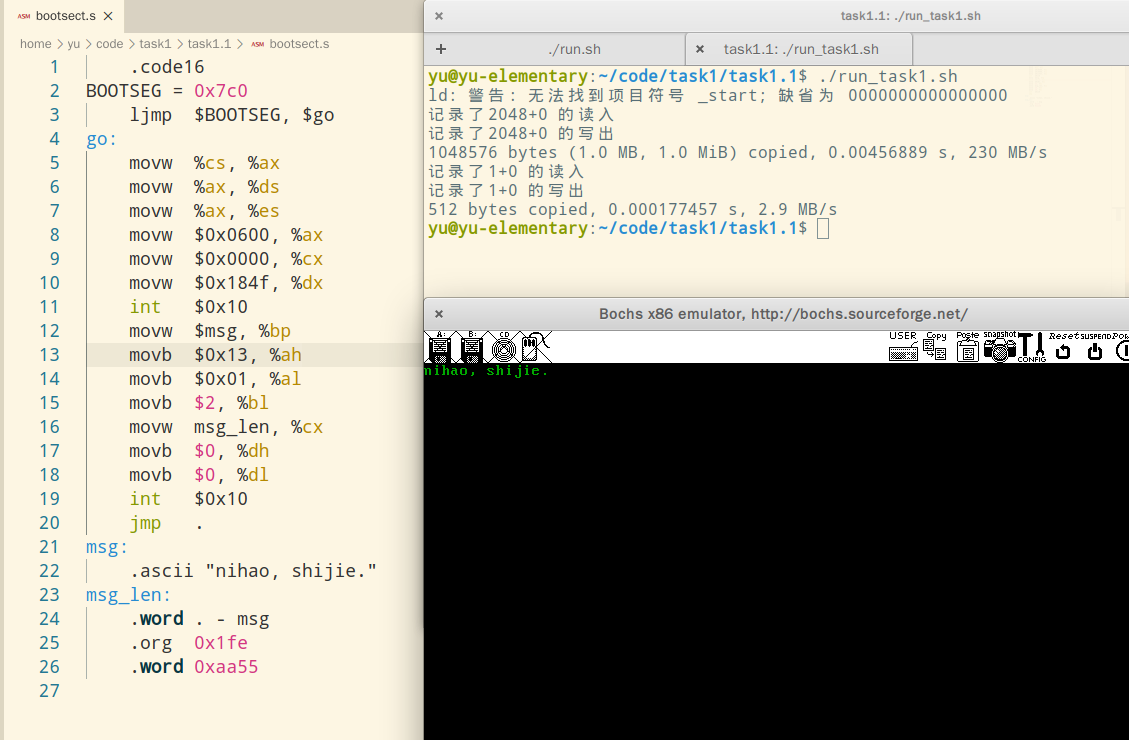 bootsect.s
home > yu > code > task1 > task1.1 > bootsect.s
1 .code16
2 BOOTSEG = 0x7c0
3 ljmp $BOOTSEG, $go
4 go:
5 movw %cs, %ax
6 movw %ax, %ds
7 movw %ax, %es
8 movw $0x0600, %ax
9 movw $0x0000, %cx
10 movw $0x184f, %dx
11 int $0x10
12 movw $msg, %bp
13 movb $0x13, %ah
14 movb $0x01, %al
15 movb $2, %bl
16 movw msg_len, %cx
17 movb $0, %dh
18 movb $0, %dl
19 int $0x10
20 jmp .
21 msg:
22 .ascii "nihao, shijie."
23 msg_len:
24 .word . - msg
25 .org 0x1fe
26 .word 0xaa55
27
task1.1: ./run_task1.sh
./run.sh
task1.1: ./run_task1.sh
yu@yu-elementary:~/code/task1/task1.1$ ./run_task1.sh
ld: 警告: 无法找到项目符号 _start; 缺省为 0000000000000000
记录了2048+0 的读入
记录了2048+0 的写出
1048576 bytes (1.0 MB, 1.0 MiB) copied, 0.00456889 s, 230 MB/s
记录了1+0 的读入
记录了1+0 的写出
512 bytes copied, 0.000177457 s, 2.9 MB/s
yu@yu-elementary:~/code/task1/task1.1$
Bochs x86 emulator, http://bochs.sourceforge.net/
A: B: CD USER Copy Paste snapshot CONFIG Reset SUSPEND
nihao, shijie.